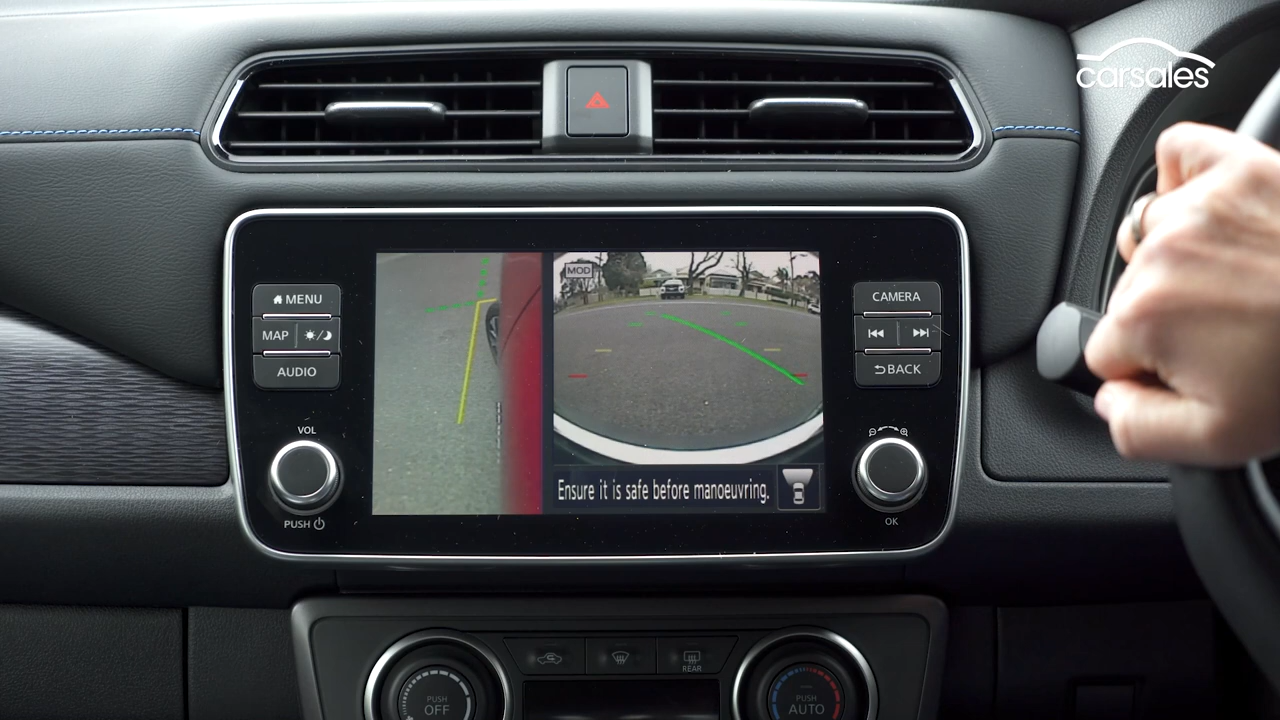 carsales
MENU
MAP
AUDIO
VOL
PUSH
MOD
Ensure it is safe before manoeuvring.
CAMERA
BACK
OK
REAR
PUSH
OFF
PUSH
AUTO